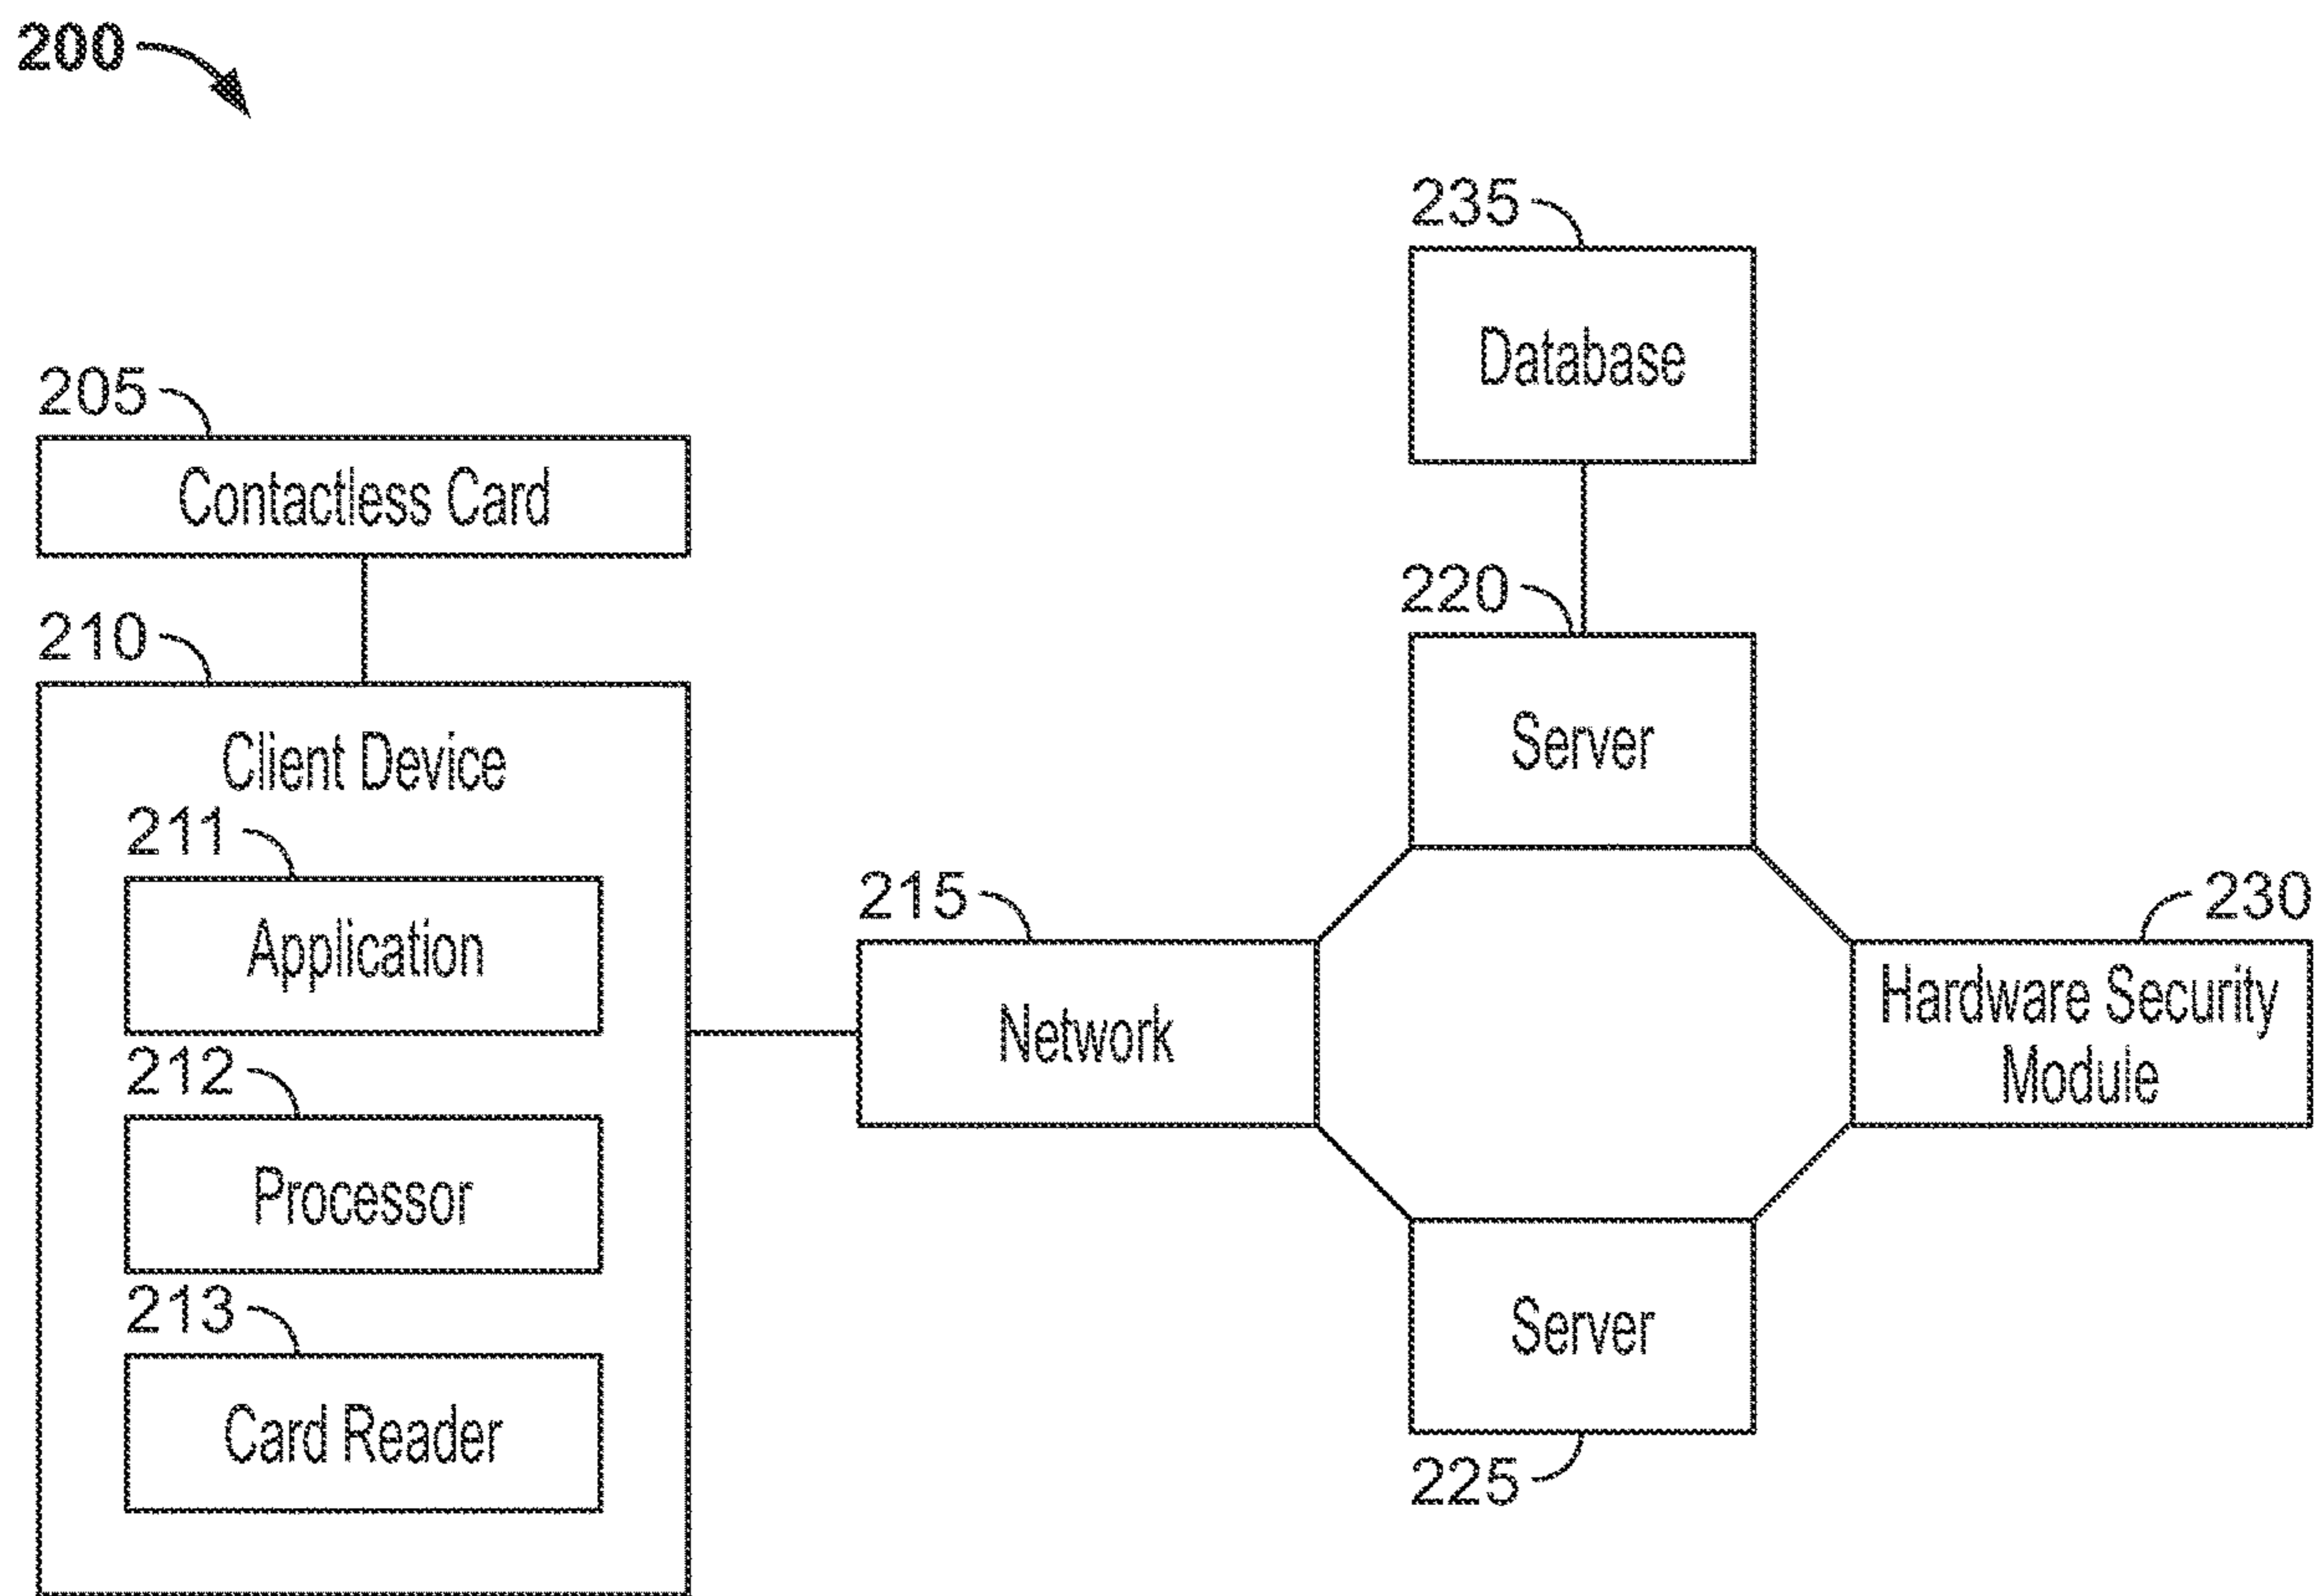 200
235
Database
205
Contactless Card
220
Server
210
Client Device
211
Application
215
Network
230
Hardware Security
Module
212
Processor
213
Card Reader
Server
225